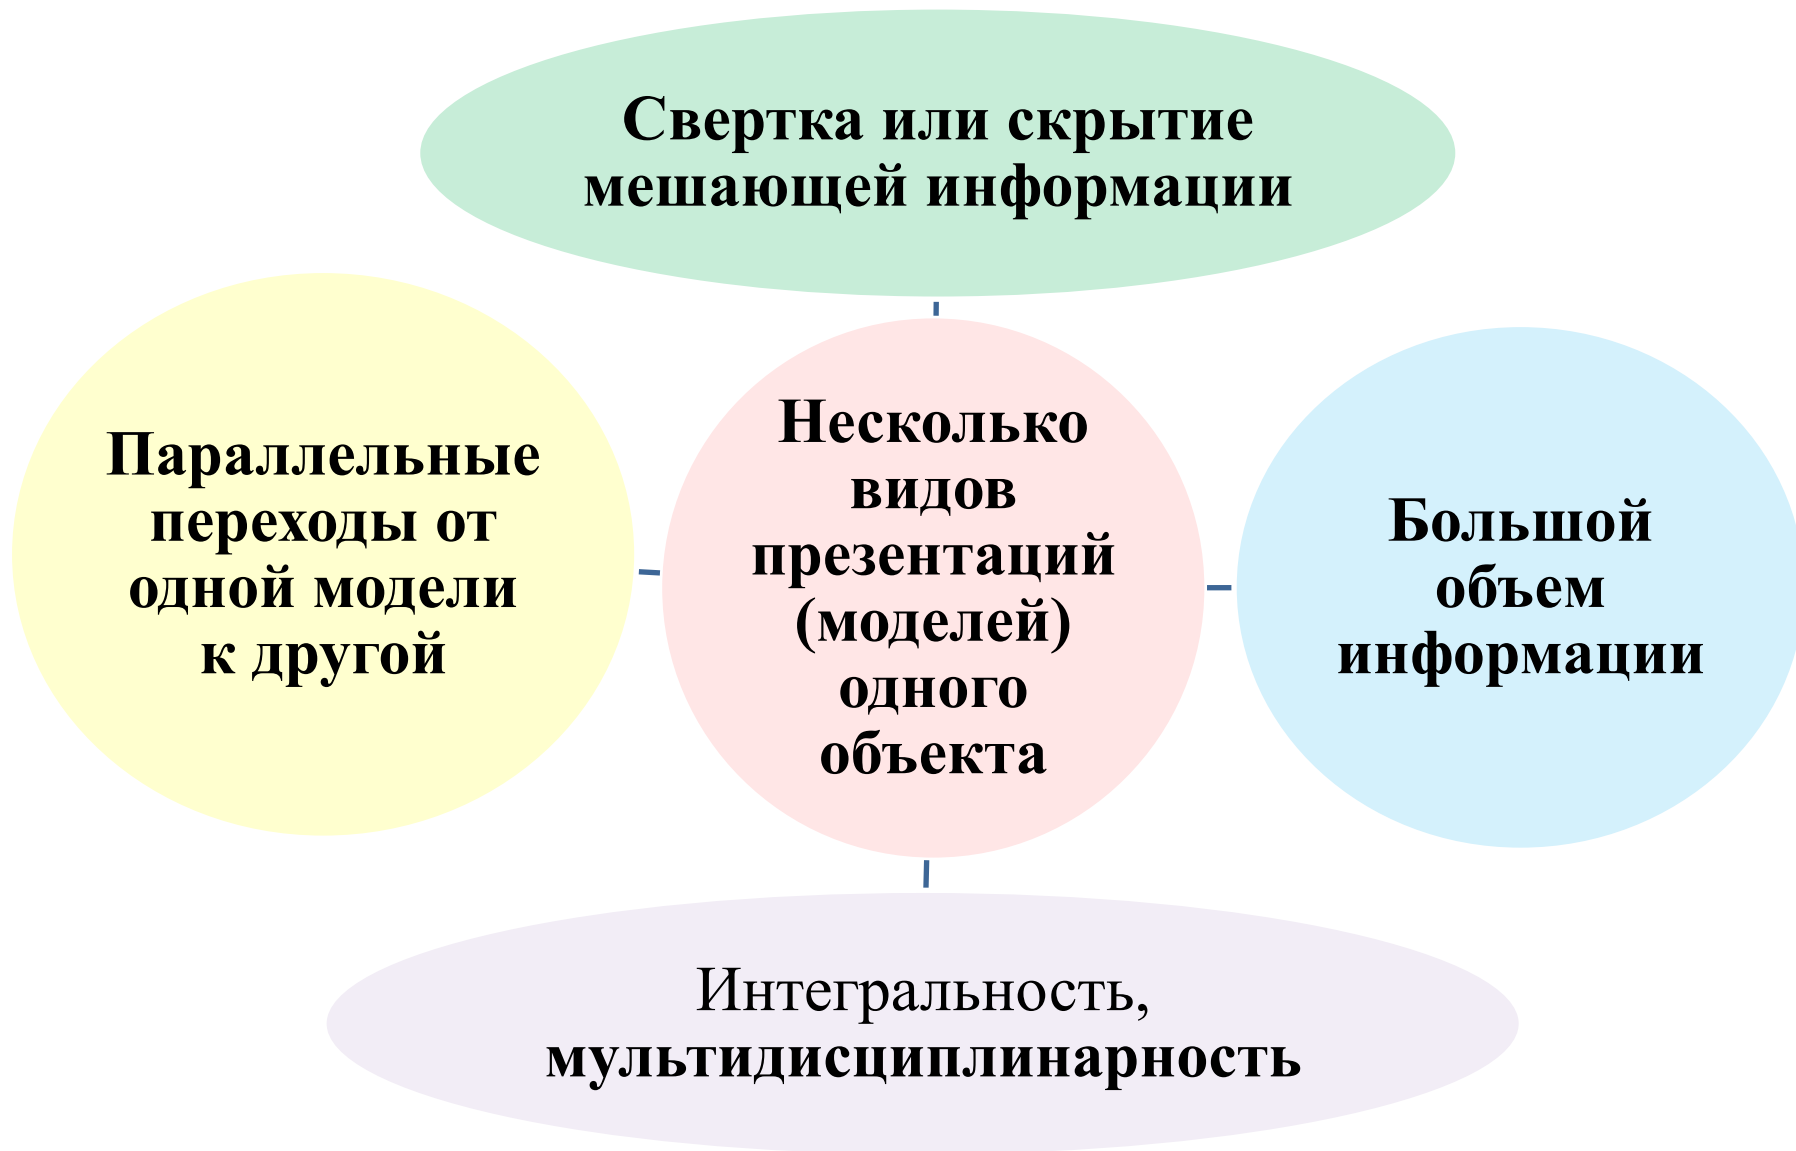 Свертка или скрытие
мешающей информации
Параллельные
переходы от
одной модели
к другой
Несколько
видов
презентаций
(моделей)
одного
объекта
Большой
объем
информации
Интегральность,
мультидисциплинарность